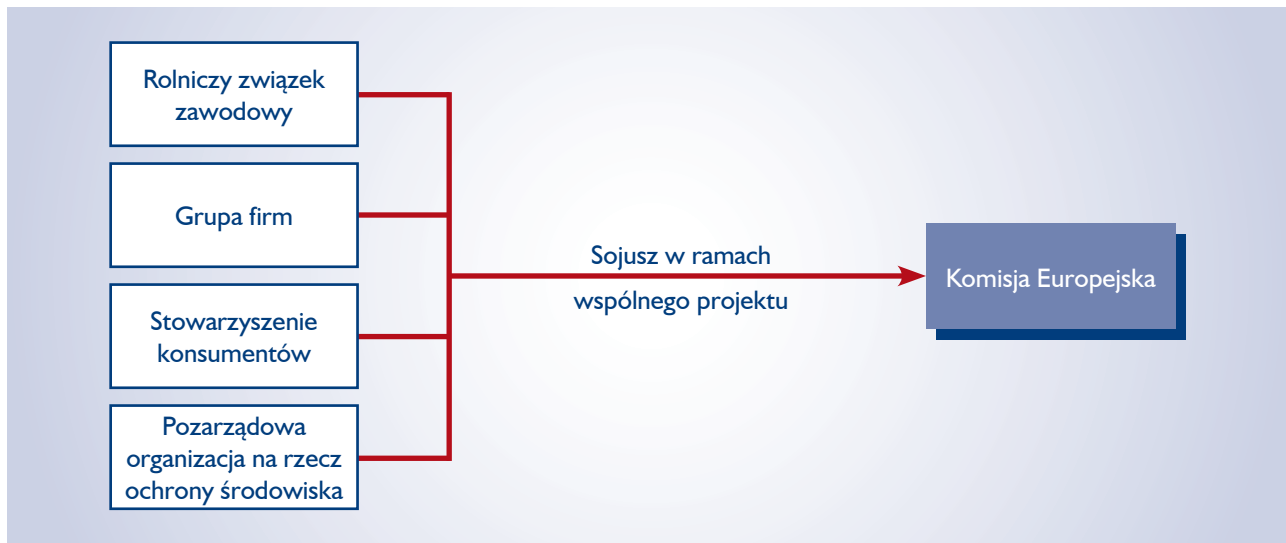 Rolniczy związek
zawodowy
Grupa firm
Stowarzyszenie
konsumentów
Pozarządowa
organizacja na rzecz
ochrony środowiska
Sojusz w ramach
wspólnego projektu
Komisja Europejska